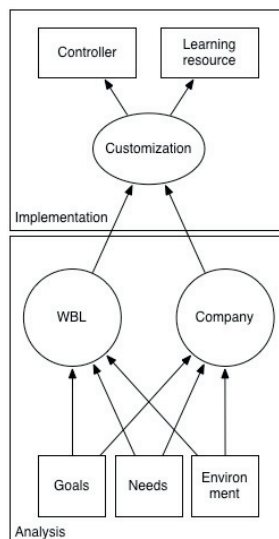 Controller
Learning
resource
Customization
Implementation
WBL
Company
Goals
Needs
Environ
ment
Analysis